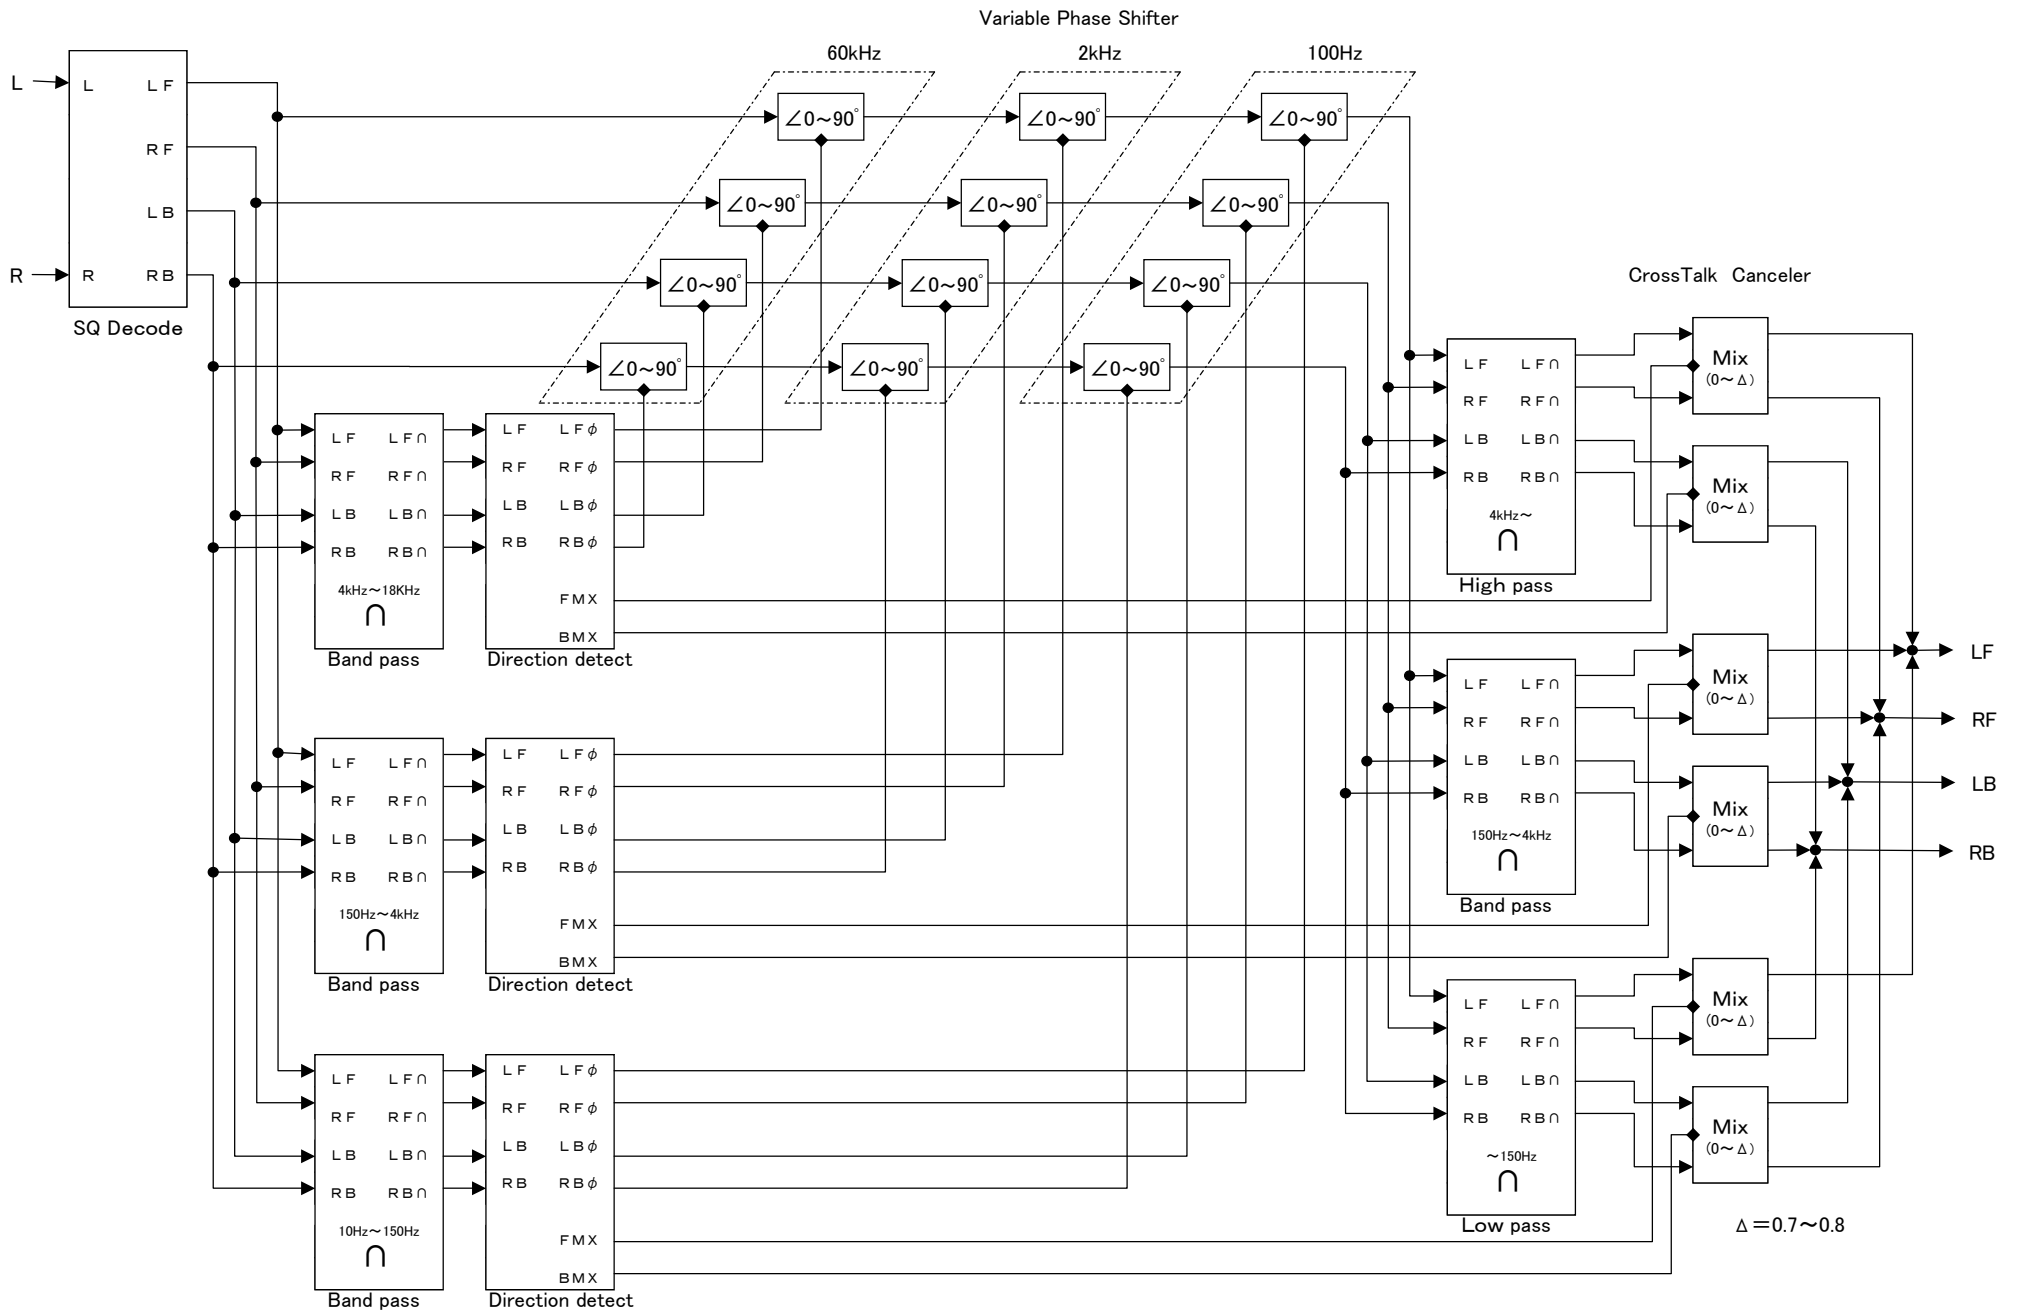 Variable Phase Shifter
60kHz 2kHz 100Hz
L L LF
RF
LB
R R RB
SQ Decode
∠0~90° ∠0~90° ∠0~90°
∠0~90° ∠0~90° ∠0~90°
∠0~90° ∠0~90° ∠0~90°
∠0~90° ∠0~90° ∠0~90°
LF LF∩
RF RF∩
LB LB∩
RB RB∩
4kHz~18KHz
∩
Band pass
LF LFφ
RF RFφ
LB LBφ
RB RBφ
FMX
BMX
Direction detect
LF LF∩
RF RF∩
LB LB∩
RB RB∩
150Hz~4kHz
∩
Band pass
LF LFφ
RF RFφ
LB LBφ
RB RBφ
FMX
BMX
Direction detect
LF LF∩
RF RF∩
LB LB∩
RB RB∩
10Hz~150Hz
∩
Band pass
LF LFφ
RF RFφ
LB LBφ
RB RBφ
FMX
BMX
Direction detect
LF LF∩
RF RF∩
LB LB∩
RB RB∩
4kHz~
∩
High pass
LF LF∩
RF RF∩
LB LB∩
RB RB∩
150Hz~4kHz
∩
Band pass
LF LF∩
RF RF∩
LB LB∩
RB RB∩
~150Hz
∩
Low pass
CrossTalk Canceler
Mix
(0~Δ)
Mix
(0~Δ)
Mix
(0~Δ)
Mix
(0~Δ)
Mix
(0~Δ)
Mix
(0~Δ)
LF
RF
LB
RB
Δ=0.7~0.8